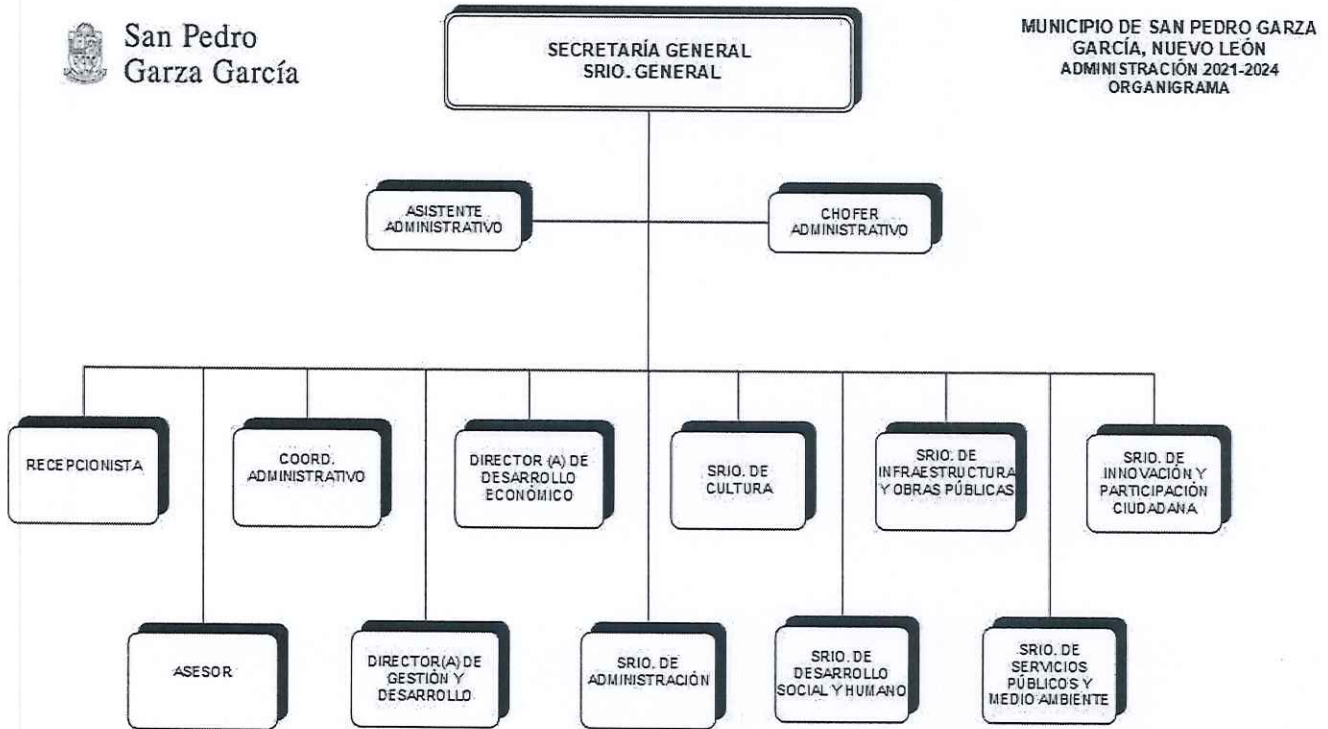 San Pedro
Garza García
SECRETARÍA GENERAL
SRIO. GENERAL
MUNICIPIO DE SAN PEDRO GARZA
GARCÍA, NUEVO LEÓN
ADMINISTRACIÓN 2021-2024
ORGANIGRAMA
ASISTENTE
ADMINISTRATIVO
CHOFER
ADMINISTRATIVO
RECEPCIONISTA
COORD.
ADMINISTRATIVO
DIRECTOR (A) DE
DESARROLLO
ECONÓMICO
SRIO. DE
CULTURA
SRIO. DE
INFRAESTRUCTURA
Y OBRAS PÚBLICAS
SRIO. DE
INNOVACIÓN Y
PARTICIPACIÓN
CIUDADANA
ASESOR
DIRECTOR(A) DE
GESTIÓN Y
DESARROLLO
SRIO. DE
ADMINISTRACIÓN
SRIO. DE
DESARROLLO
SOCIAL Y HUMANO
SRIO. DE
SERVICIOS
PÚBLICOS Y
MEDIO AMBIENTE